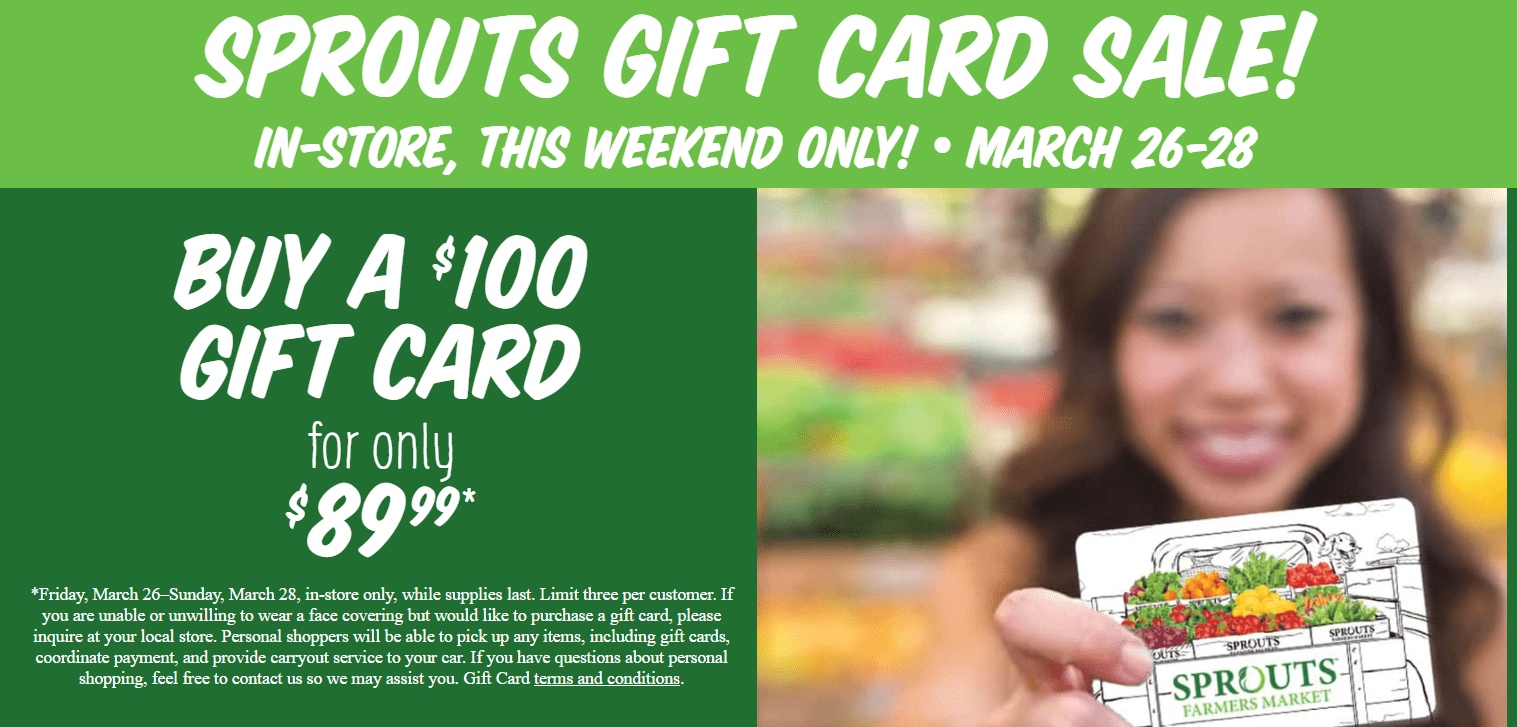 SPROUTS GIFT CARD SALE!
IN-STORE, THIS WEEKEND ONLY! • MARCH 26-28
BUY A $100
GIFT CARD
for only
$89.99*
*Friday, March 26–Sunday, March 28, in-store only, while supplies last. Limit three per customer. If
you are unable or unwilling to wear a face covering but would like to purchase a gift card, please
inquire at your local store. Personal shoppers will be able to pick up any items, including gift cards,
coordinate payment, and provide carryout service to your car. If you have questions about personal
shopping, feel free to contact us so we may assist you. Gift Card terms and conditions.
SPROUTS
SPROUTS
OUTS
SPROUTS
FARMERS MARKET